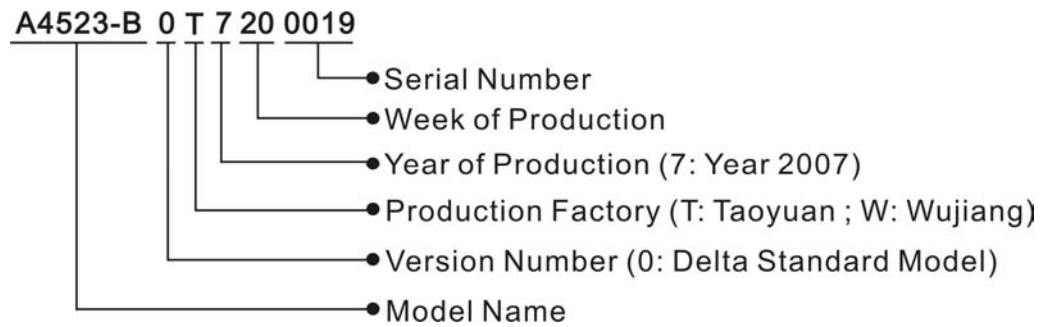 A4523-B 0 T 7 20 0019
Serial Number
Week of Production
Year of Production (7: Year 2007)
Production Factory (T: Taoyuan ; W: Wujiang)
Version Number (0: Delta Standard Model)
Model Name